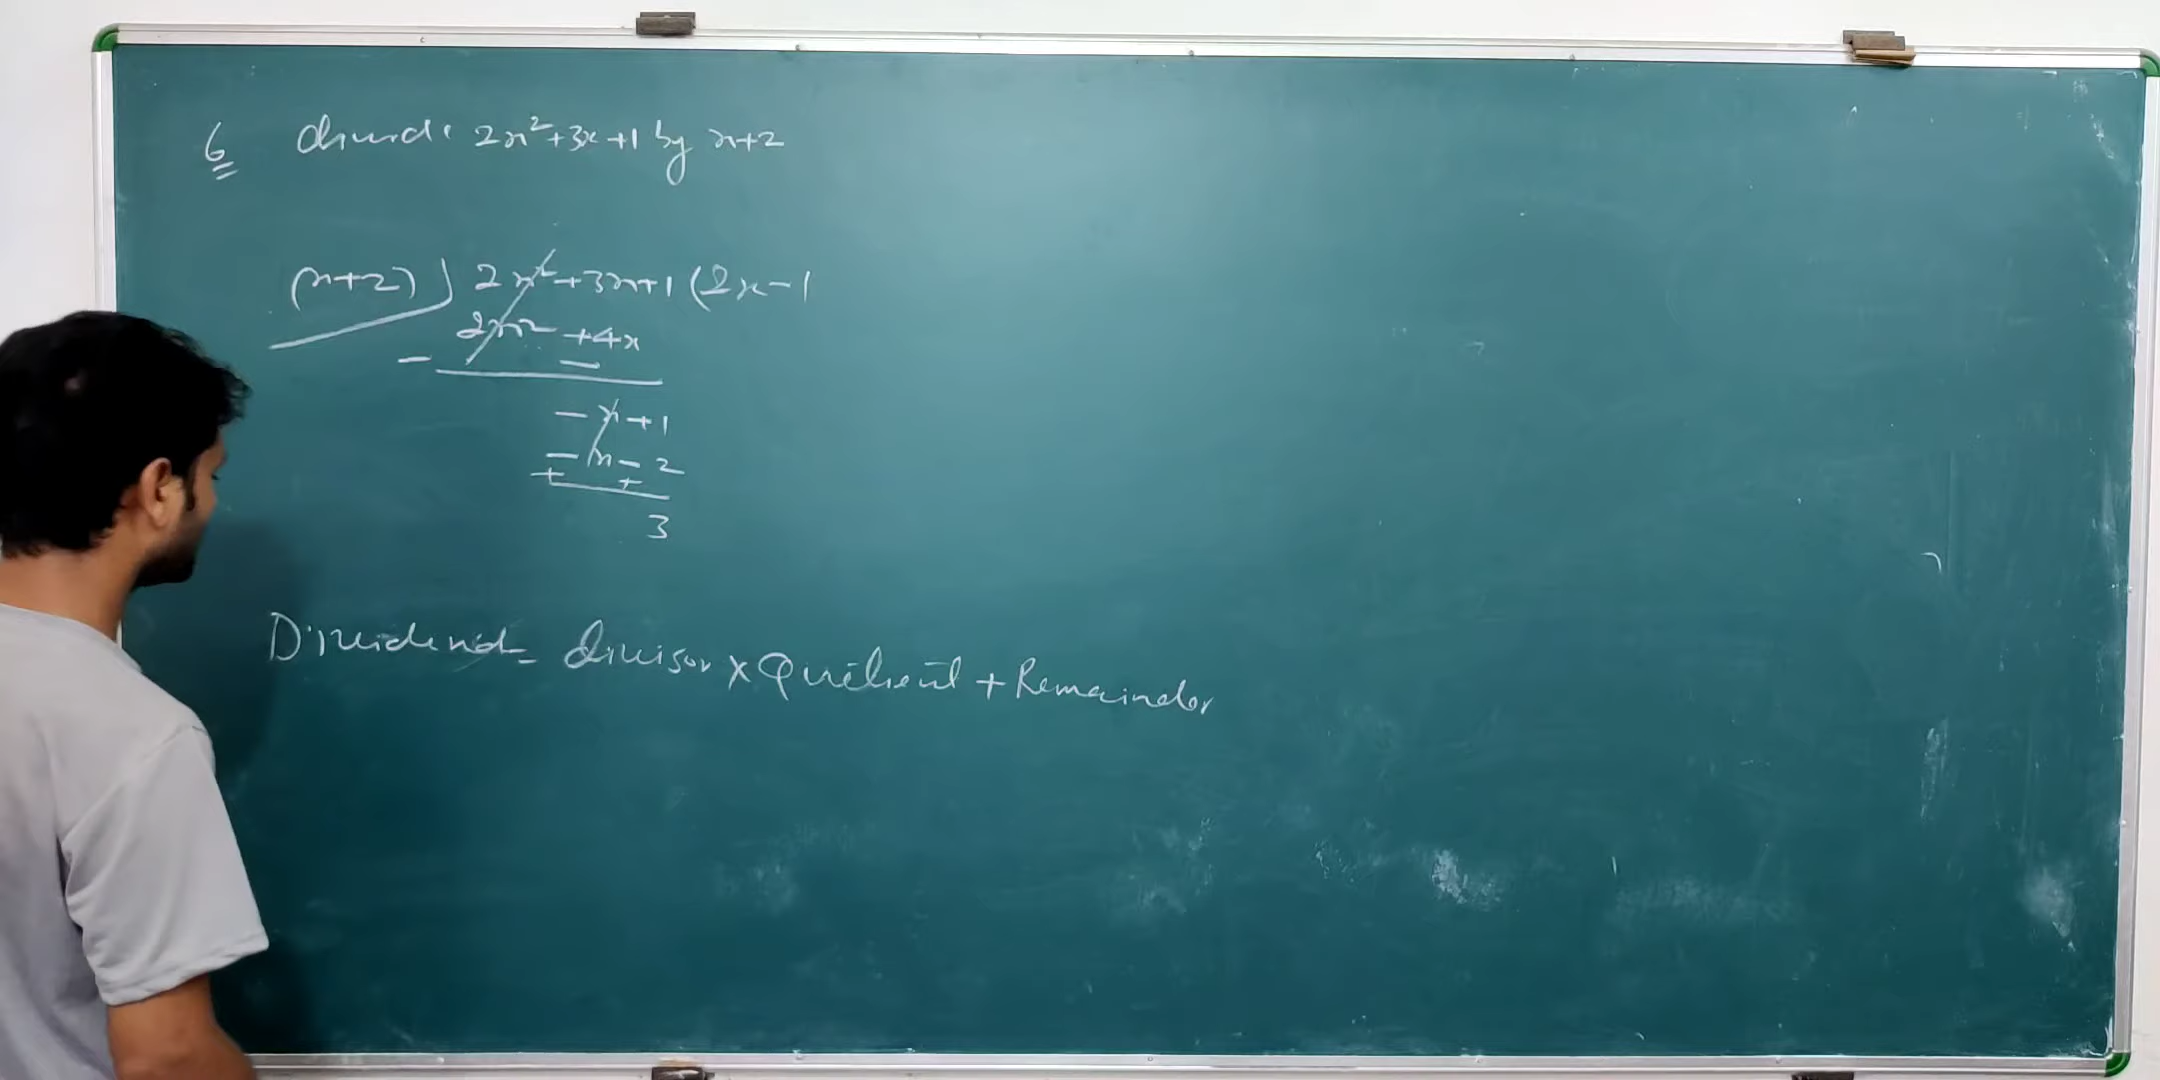 6 divide 2x²+3x+1 by x+2
(x+2) ) 2x²+3x+1 (2x-1
2x² +4x
- -
-x+1
-x-2
+ +
3
Dividend = divisor × Quotient + Remainder